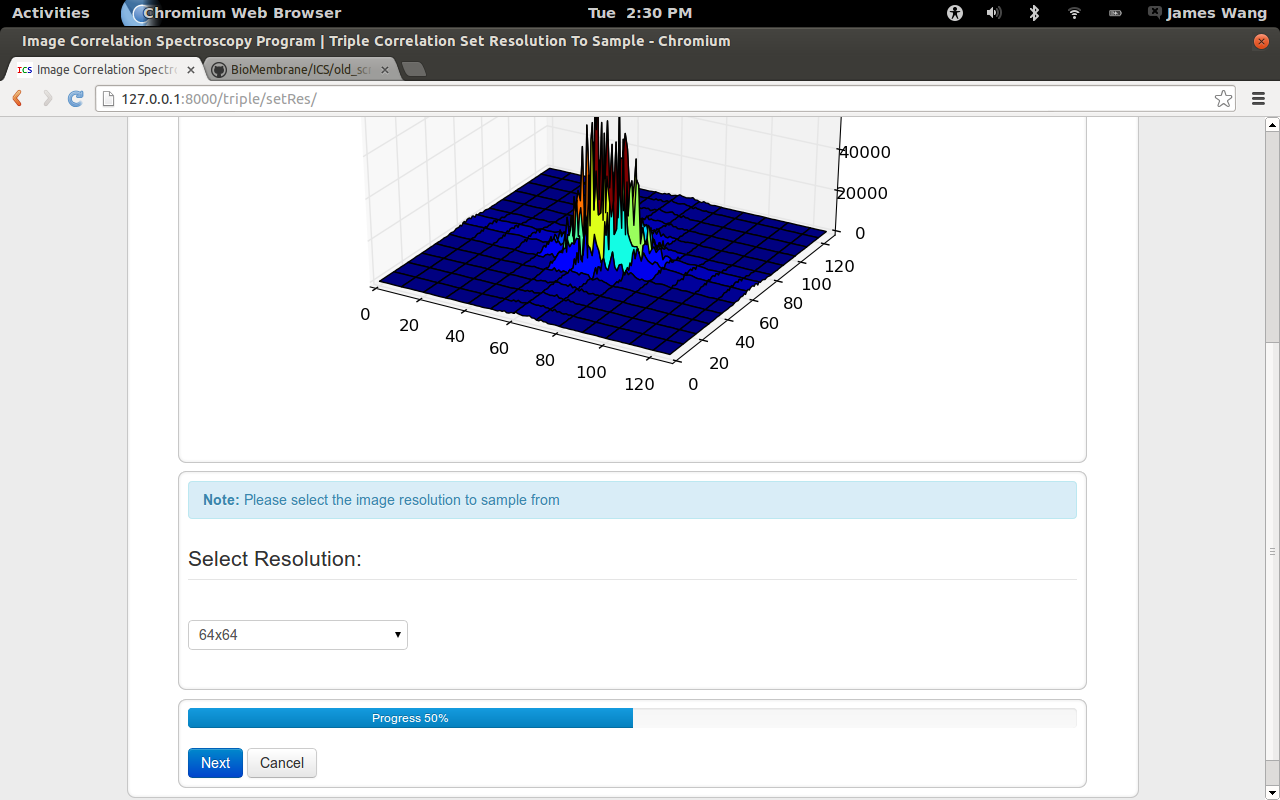 Activities Chromium Web Browser Tue 2:30 PM James Wang
Image Correlation Spectroscopy Program | Triple Correlation Set Resolution To Sample - Chromium
ICS Image Correlation Spectr BioMembrane/ICS/old_sc
127.0.0.1:8000/triple/setRes/
40000
20000
0
120
100
80
60
40
20
0
0
20
40
60
80
100
120
Note: Please select the image resolution to sample from
Select Resolution:
64x64
Progress 50%
Next Cancel